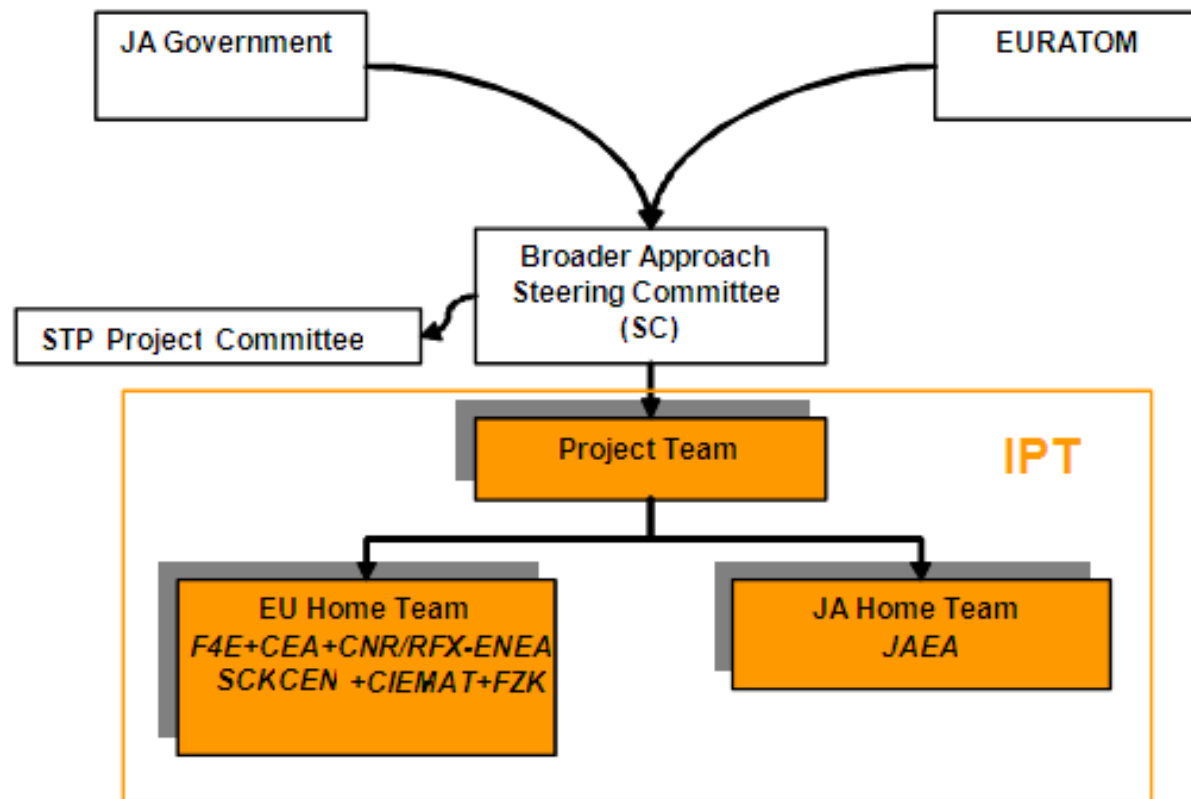 JA Government
EURATOM
Broader Approach
Steering Committee
(SC)
STP Project Committee
Project Team
IPT
EU Home Team
F4E+CEA+CNR/RFX-ENEA
SCKCEN +CIEMAT+FZK
JA Home Team
JAEA